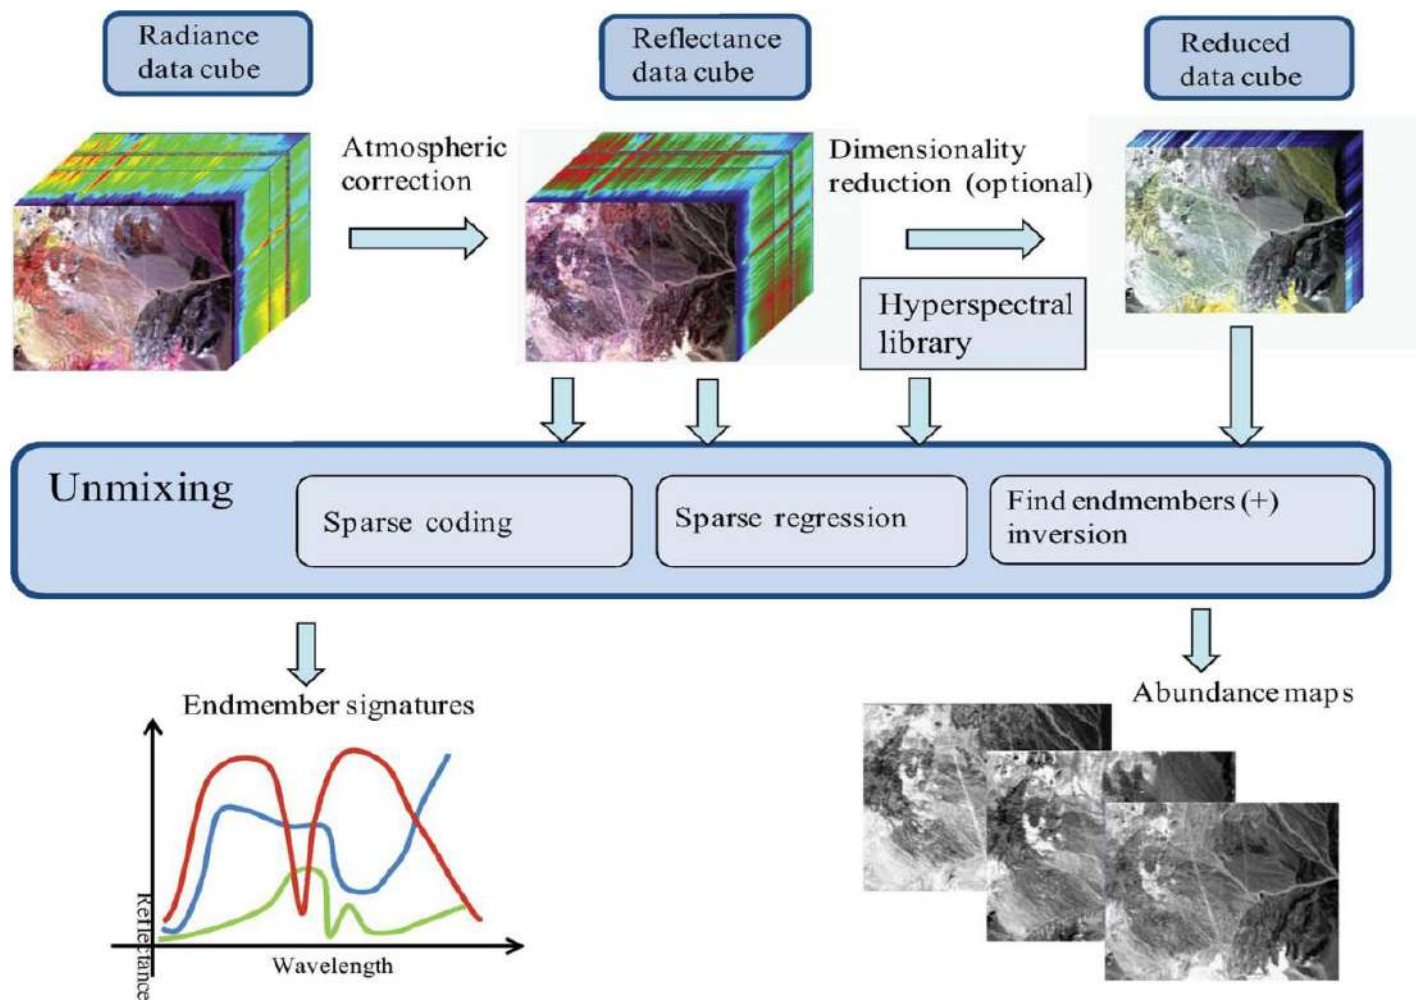 Radiance
data cube
Reflectance
data cube
Reduced
data cube
Atmospheric
correction
Dimensionality
reduction (optional)
Hyperspectral
library
Unmixing
Sparse coding
Sparse regression
Find endmembers (+)
inversion
Endmember signatures
Abundance maps
Reflectance
Wavelength